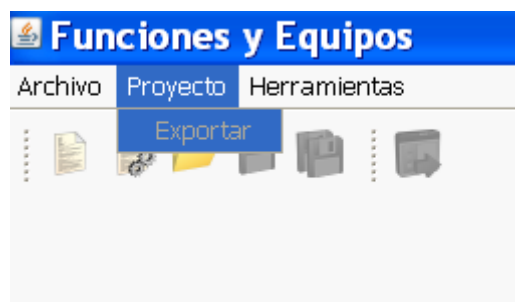 Funciones y Equipos
Archivo Proyecto Herramientas
Exportar